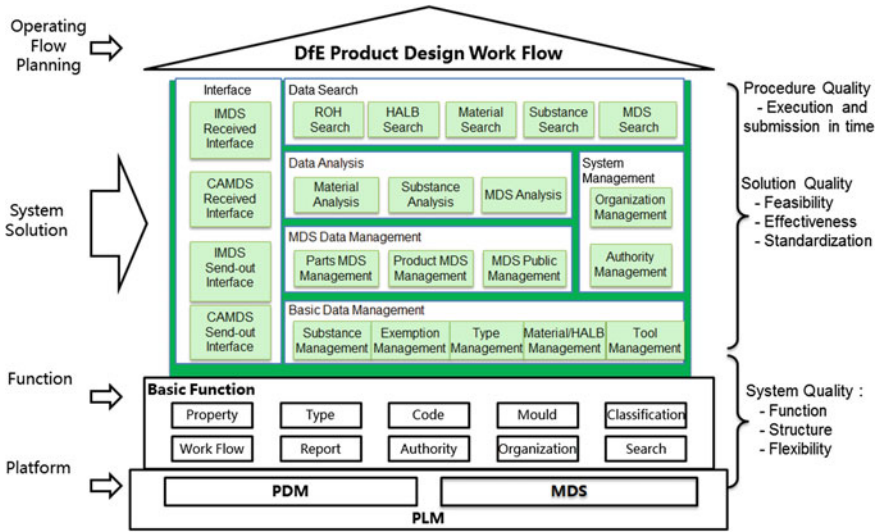 Operating
Flow
Planning
DfE Product Design Work Flow
System
Solution
Interface
IMDS
Received
Interface
CAMDS
Received
Interface
IMDS
Send-out
Interface
CAMDS
Send-out
Interface
Data Search
ROH
Search
HALB
Search
Material
Search
Substance
Search
MDS
Search
Data Analysis
Material
Analysis
Substance
Analysis
MDS Analysis
System
Management
Organization
Management
Authority
Management
MDS Data Management
Parts MDS
Management
Product MDS
Management
MDS Public
Management
Basic Data Management
Substance
Management
Exemption
Management
Type
Management
Material/HALB
Management
Tool
Management
Function
Basic Function
Property
Type
Code
Mould
Classification
Work Flow
Report
Authority
Organization
Search
Platform
PDM
MDS
PLM
Procedure Quality
- Execution and
submission in time
Solution Quality
- Feasibility
- Effectiveness
- Standardization
System Quality :
- Function
- Structure
- Flexibility